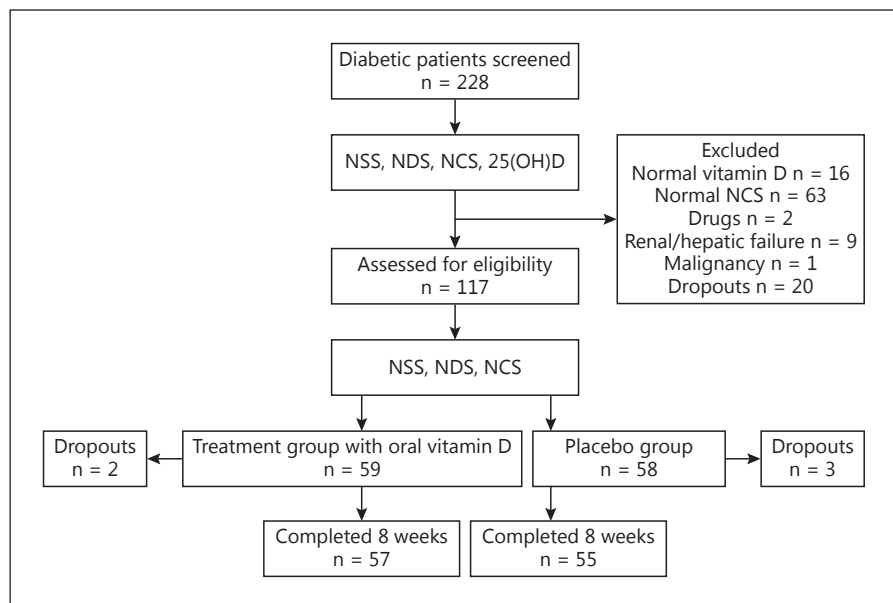 Diabetic patients screened
n = 228
NSS, NDS, NCS, 25(OH)D
Excluded
Normal vitamin D n = 16
Normal NCS n = 63
Drugs n = 2
Renal/hepatic failure n = 9
Malignancy n = 1
Dropouts n = 20
Assessed for eligibility
n = 117
NSS, NDS, NCS
Dropouts
n = 2
Treatment group with oral vitamin D
n = 59
Placebo group
n = 58
Dropouts
n = 3
Completed 8 weeks
n = 57
Completed 8 weeks
n = 55